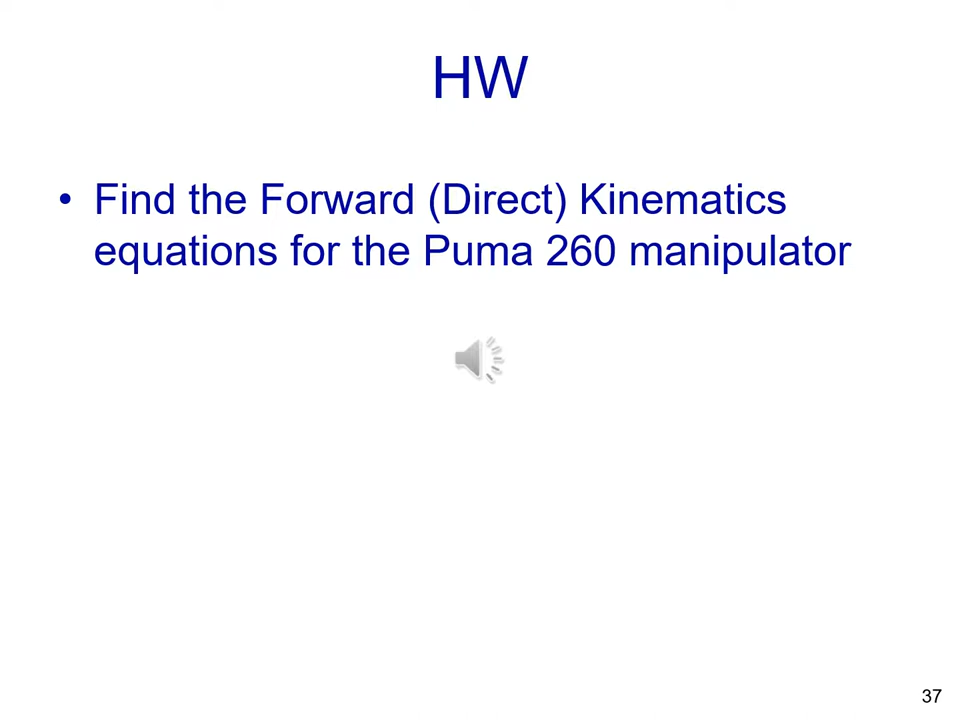 HW
• Find the Forward (Direct) Kinematics
equations for the Puma 260 manipulator
37